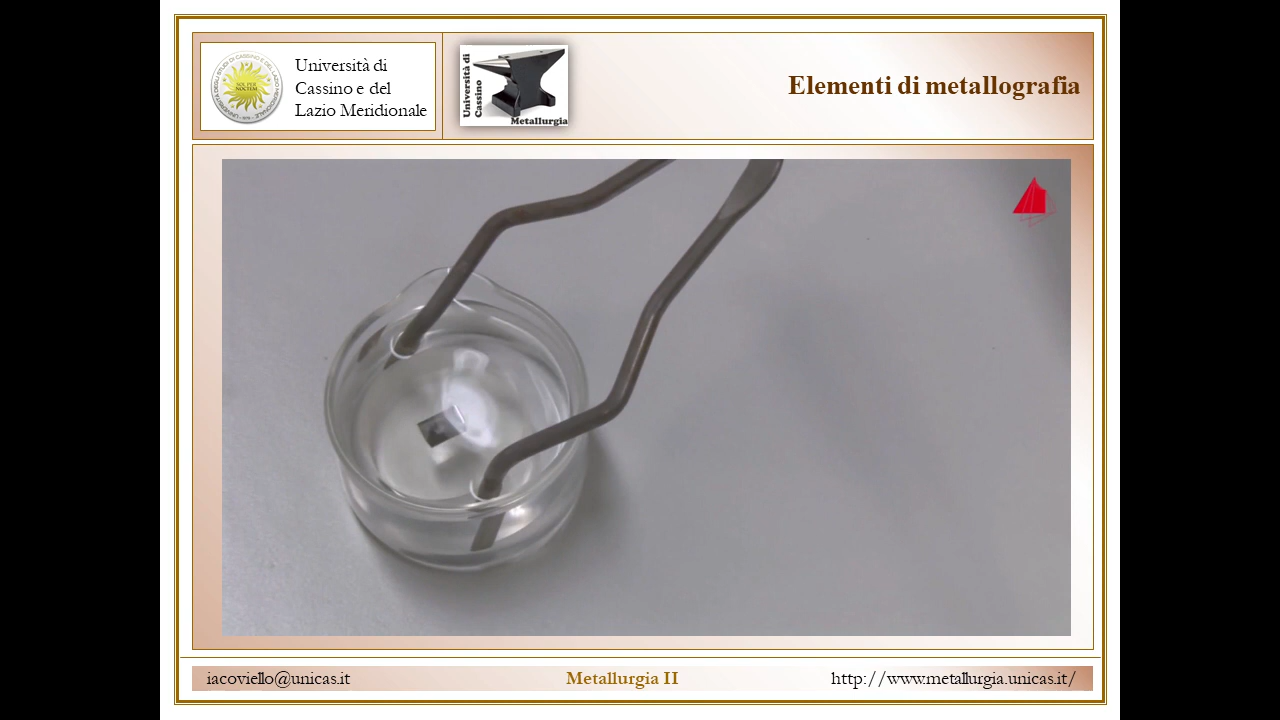 Università di
Cassino e del
Lazio Meridionale
Università di
Cassino
Metallurgia
Elementi di metallografia
iacoviello@unicas.it
Metallurgia II
http://www.metallurgia.unicas.it/